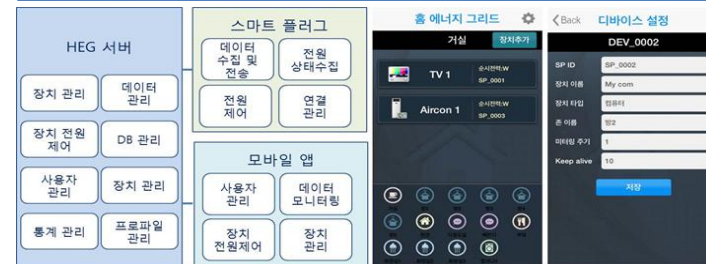 HEG 서버
장치 관리
데이터
관리
장치 전원
제어
DB 관리
사용자
관리
장치 관리
통계 관리
프로파일
관리
스마트 플러그
데이터
수집 및
전송
전원
상태수집
전원
제어
연결
관리
모바일 앱
사용자
관리
데이터
모니터링
장치
전원제어
장치
관리
홈 에너지 그리드
거실
장치추가
TV 1
순시전력:W
SP_0001
Aircon 1
순시전력:W
SP_0003
Back 디바이스 설정
DEV_0002
SP ID SP_0002
장치 이름 My com
장치 타입 컴퓨터
존 이름 방2
미터링 주기 1
Keep alive 10
저장